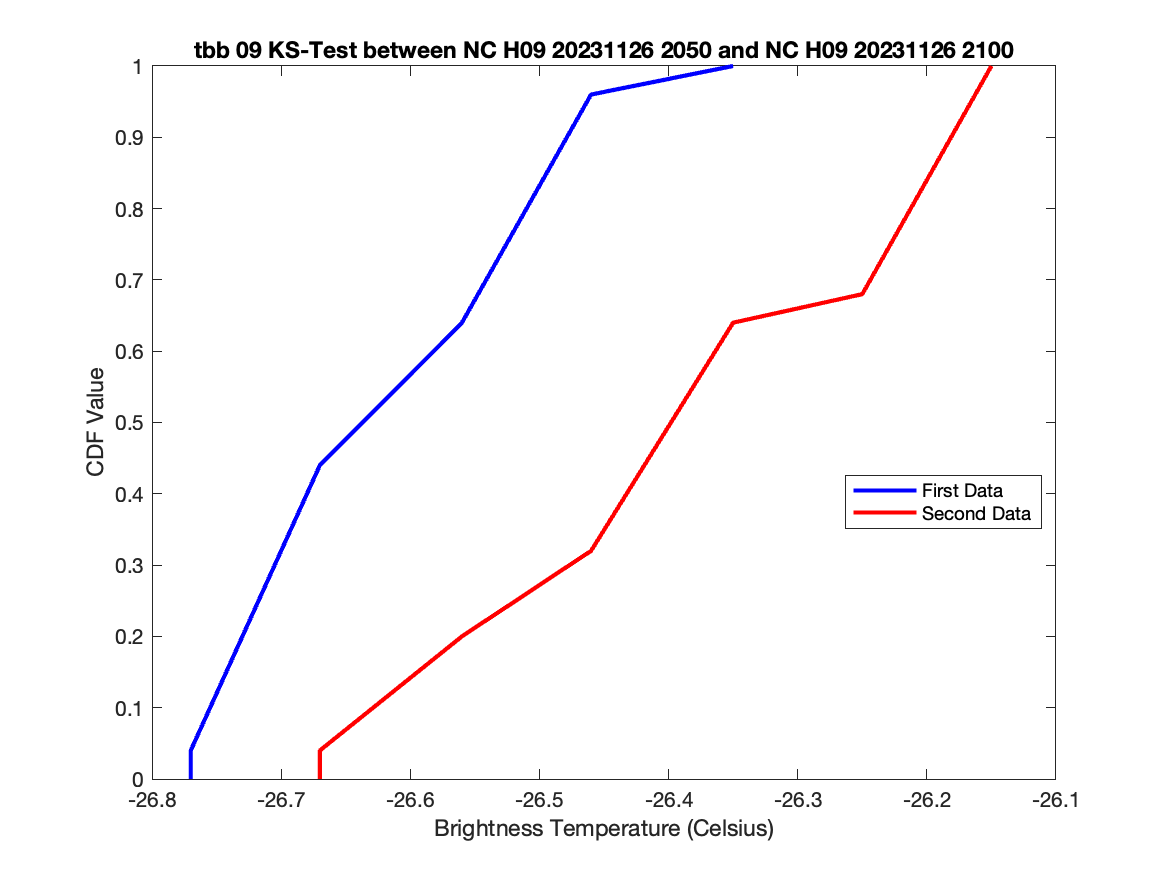 tbb 09 KS-Test between NC H09 20231126 2050 and NC H09 20231126 2100
1
0.9
0.8
0.7
0.6
0.5
0.4
0.3
0.2
0.1
0
CDF Value
First Data
Second Data
-26.8 -26.7 -26.6 -26.5 -26.4 -26.3 -26.2 -26.1
Brightness Temperature (Celsius)